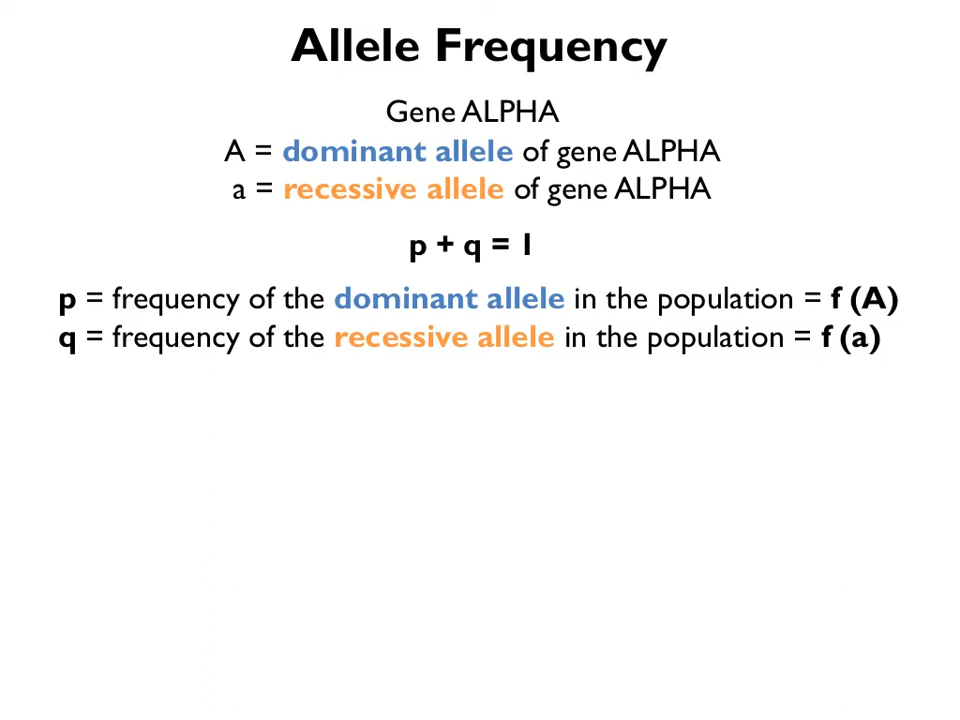 Allele Frequency
Gene ALPHA
A = dominant allele of gene ALPHA
a = recessive allele of gene ALPHA
p + q = 1
p = frequency of the dominant allele in the population = f (A)
q = frequency of the recessive allele in the population = f (a)